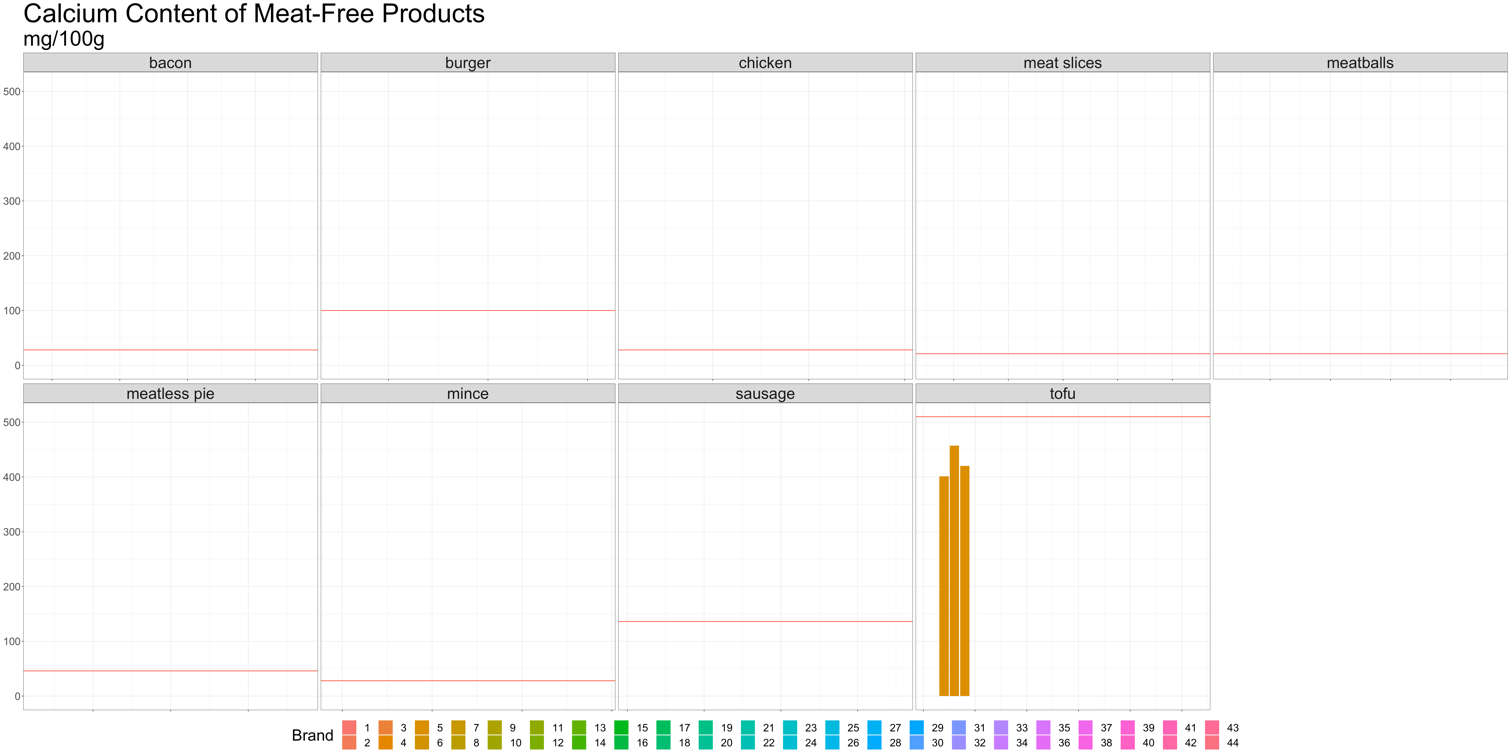 Calcium Content of Meat-Free Products
mg/100g
bacon burger chicken meat slices meatballs
500
400
300
200
100
0
meatless pie mince sausage tofu
500
400
300
200
100
0
Brand
1 3 5 7 9 11 13 15 17 19 21 23 25 27 29 31 33 35 37 39 41 43
2 4 6 8 10 12 14 16 18 20 22 24 26 28 30 32 34 36 38 40 42 44